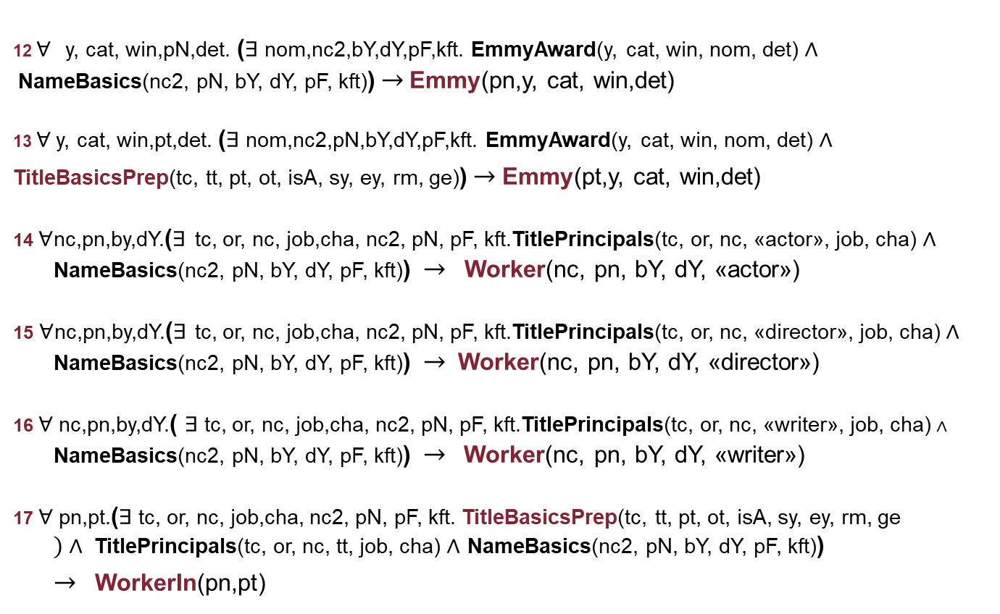 12 ∀ y, cat, win,pN,det. (∃ nom,nc2,bY,dY,pF,kft. EmmyAward(y, cat, win, nom, det) ∧
NameBasics(nc2, pN, bY, dY, pF, kft)) → Emmy(pn,y, cat, win,det)
13 ∀ y, cat, win,pt,det. (∃ nom,nc2,pN,bY,dY,pF,kft. EmmyAward(y, cat, win, nom, det) ∧
TitleBasicsPrep(tc, tt, pt, ot, isA, sy, ey, rm, ge)) → Emmy(pt,y, cat, win,det)
14 ∀nc,pn,by,dY.(∃ tc, or, nc, job,cha, nc2, pN, pF, kft.TitlePrincipals(tc, or, nc, «actor», job, cha) ∧
NameBasics(nc2, pN, bY, dY, pF, kft)) → Worker(nc, pn, bY, dY, «actor»)
15 ∀nc,pn,by,dY.(∃ tc, or, nc, job,cha, nc2, pN, pF, kft.TitlePrincipals(tc, or, nc, «director», job, cha) ∧
NameBasics(nc2, pN, bY, dY, pF, kft)) → Worker(nc, pn, bY, dY, «director»)
16 ∀ nc,pn,by,dY.( ∃ tc, or, nc, job,cha, nc2, pN, pF, kft.TitlePrincipals(tc, or, nc, «writer», job, cha) ∧
NameBasics(nc2, pN, bY, dY, pF, kft)) → Worker(nc, pn, bY, dY, «writer»)
17 ∀ pn,pt.(∃ tc, or, nc, job,cha, nc2, pN, pF, kft. TitleBasicsPrep(tc, tt, pt, ot, isA, sy, ey, rm, ge
) ∧ TitlePrincipals(tc, or, nc, tt, job, cha) ∧ NameBasics(nc2, pN, bY, dY, pF, kft))
→ WorkerIn(pn,pt)